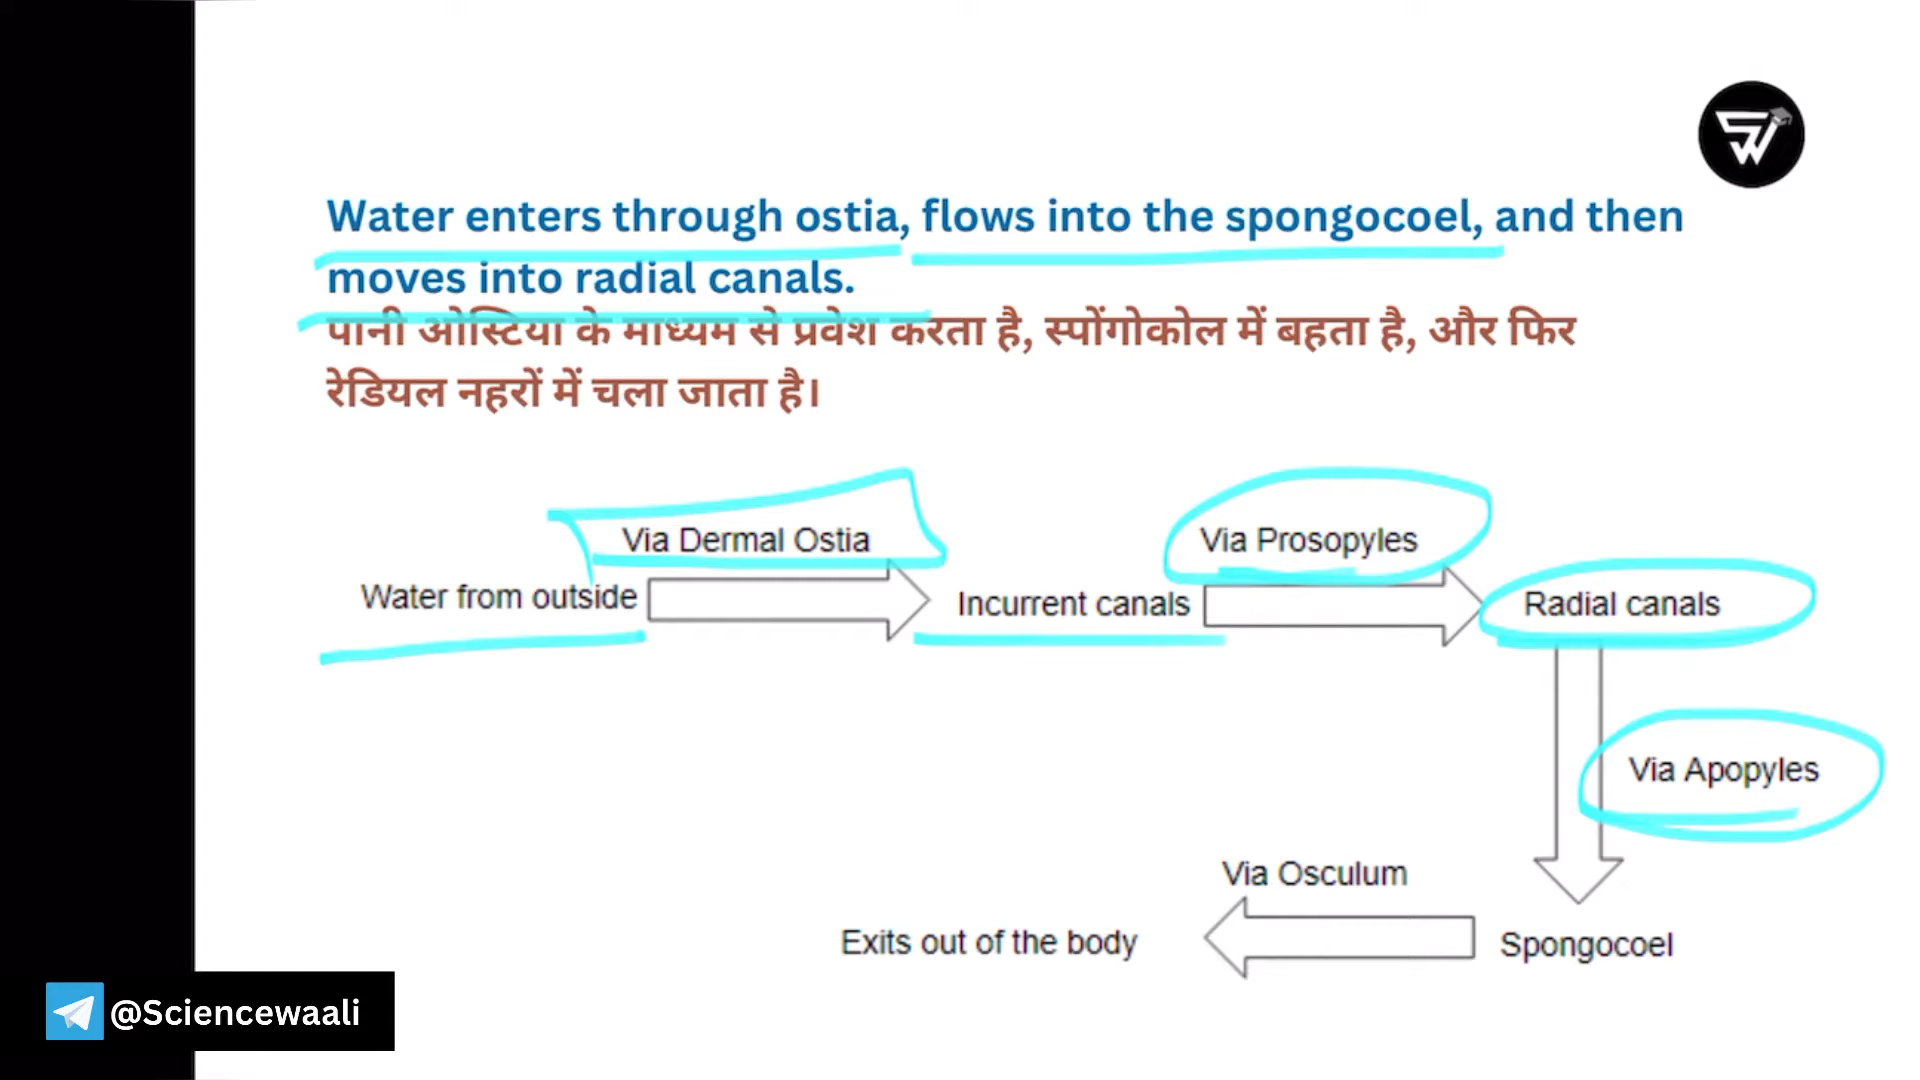 Water enters through ostia, flows into the spongocoel, and then
moves into radial canals.
पानी ओस्टिया के माध्यम से प्रवेश करता है, स्पोंगोकोल में बहता है, और फिर
रेडियल नहरों में चला जाता है।
Via Dermal Ostia
Via Prosopyles
Water from outside
Incurrent canals
Radial canals
Via Apopyles
Via Osculum
Exits out of the body
Spongocoel
@Sciencewaali
SW